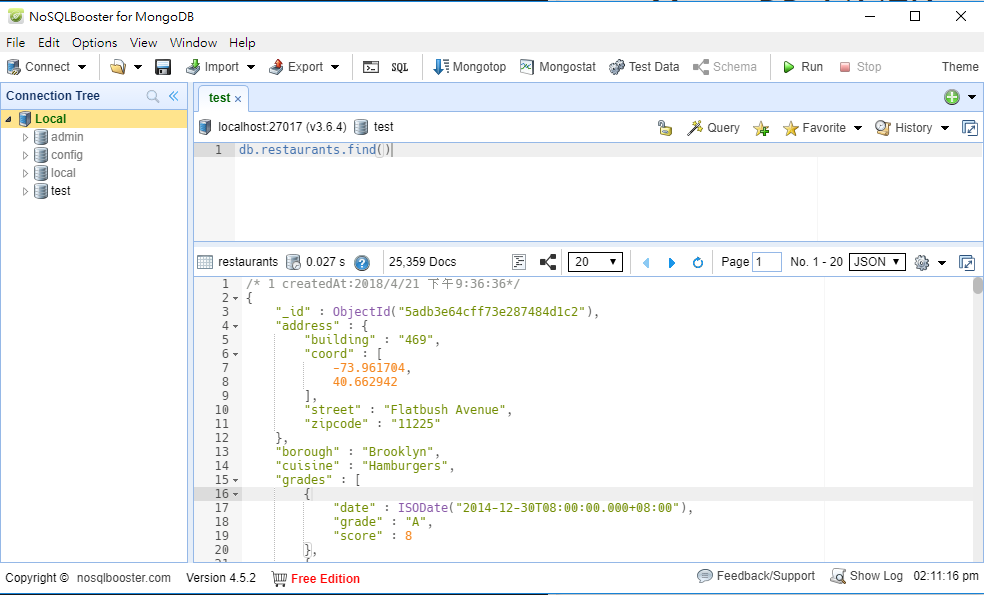 NoSQLBooster for MongoDB
File Edit Options View Window Help
Connect Import Export SQL Mongotop Mongostat Test Data Schema Run Stop Theme
Connection Tree
test ×
Local
localhost:27017 (v3.6.4) test Query Favorite History
admin
config
local
test
1 db.restaurants.find()
restaurants 0.027 s 25,359 Docs 20 Page 1 No. 1 - 20 JSON
1 /* 1 createdAt:2018/4/21 下午9:36:36*/
2 {
3 "_id" : ObjectId("5adb3e64cff73e287484d1c2"),
4 "address" : {
5 "building" : "469",
6 "coord" : [
7 -73.961704,
8 40.662942
9 ],
10 "street" : "Flatbush Avenue",
11 "zipcode" : "11225"
12 },
13 "borough" : "Brooklyn",
14 "cuisine" : "Hamburgers",
15 "grades" : [
16 {
17 "date" : ISODate("2014-12-30T08:00:00.000+08:00"),
18 "grade" : "A",
19 "score" : 8
20 },
Copyright © nosqlbooster.com Version 4.5.2 Free Edition Feedback/Support Show Log 02:11:16 pm